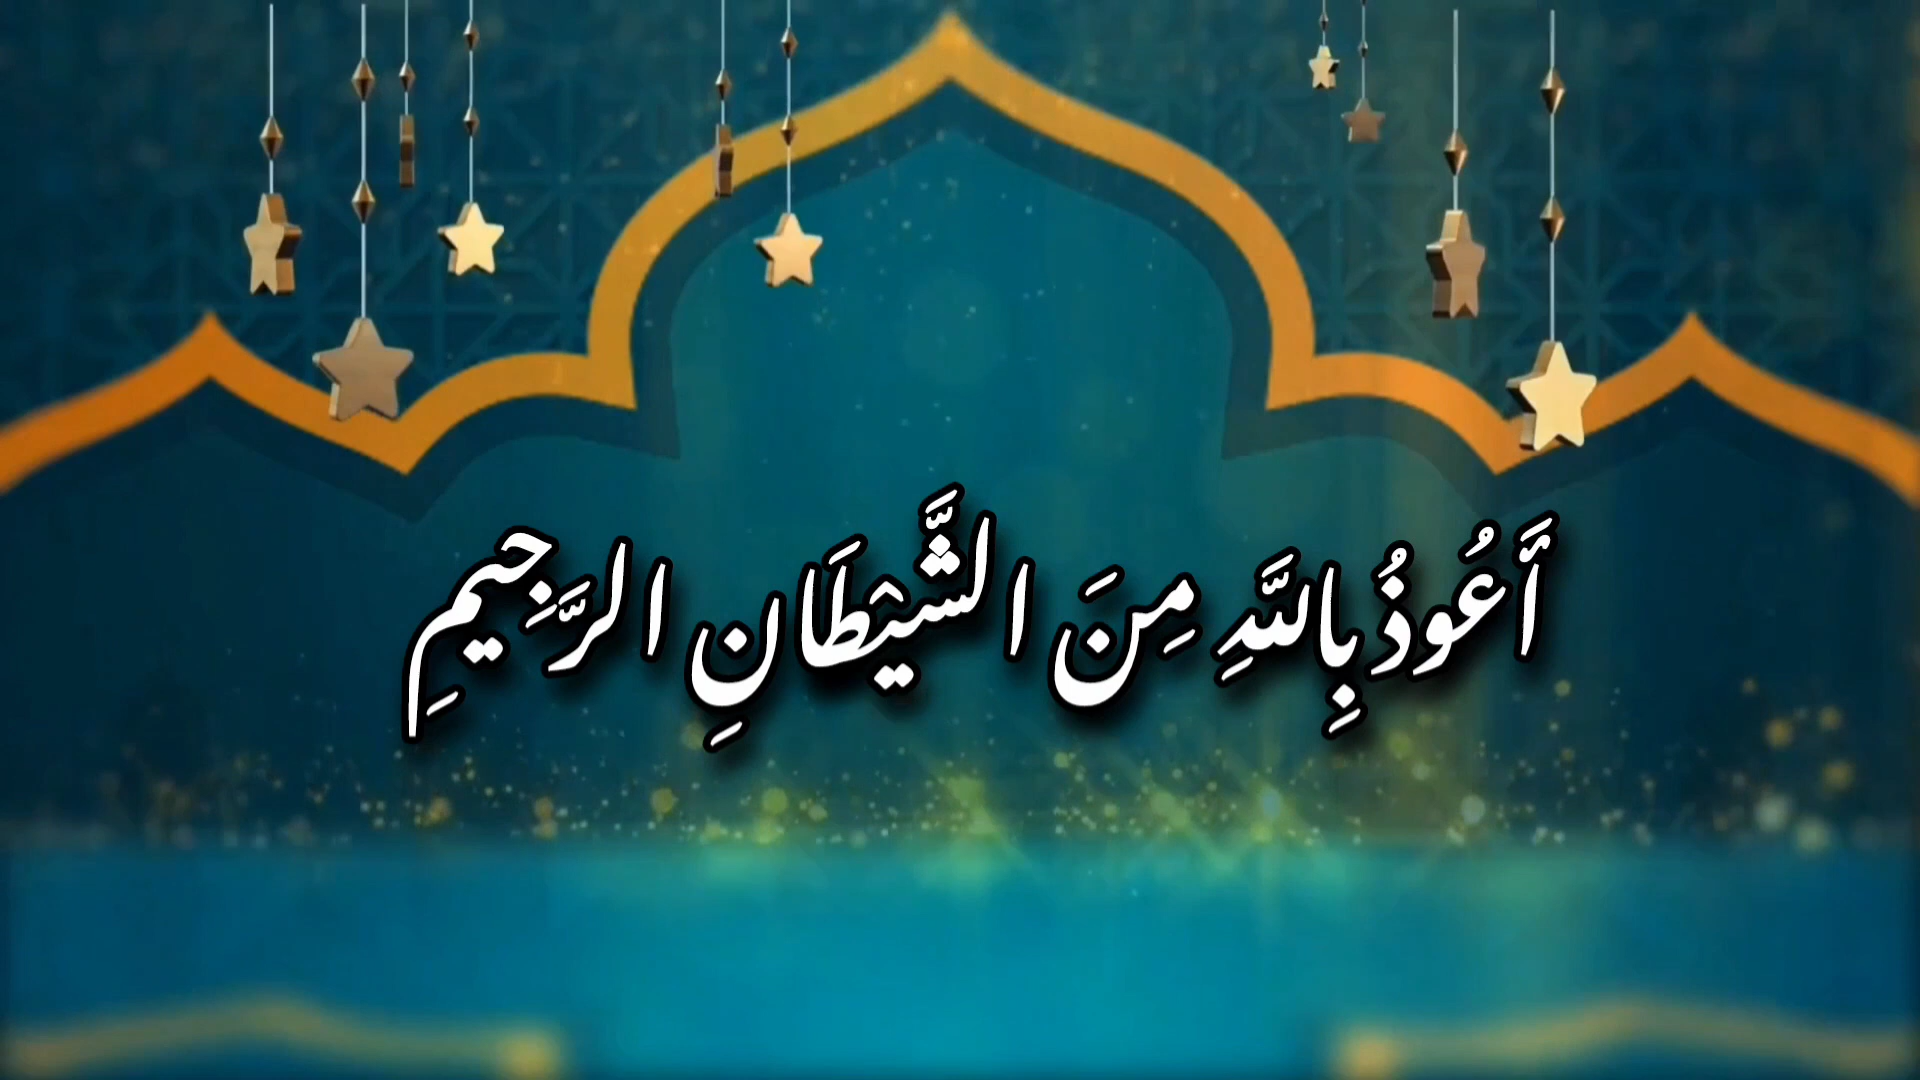 أَعُوذُ بِاللَّهِ مِنَ الشَّيْطَانِ الرَّجِيمِ